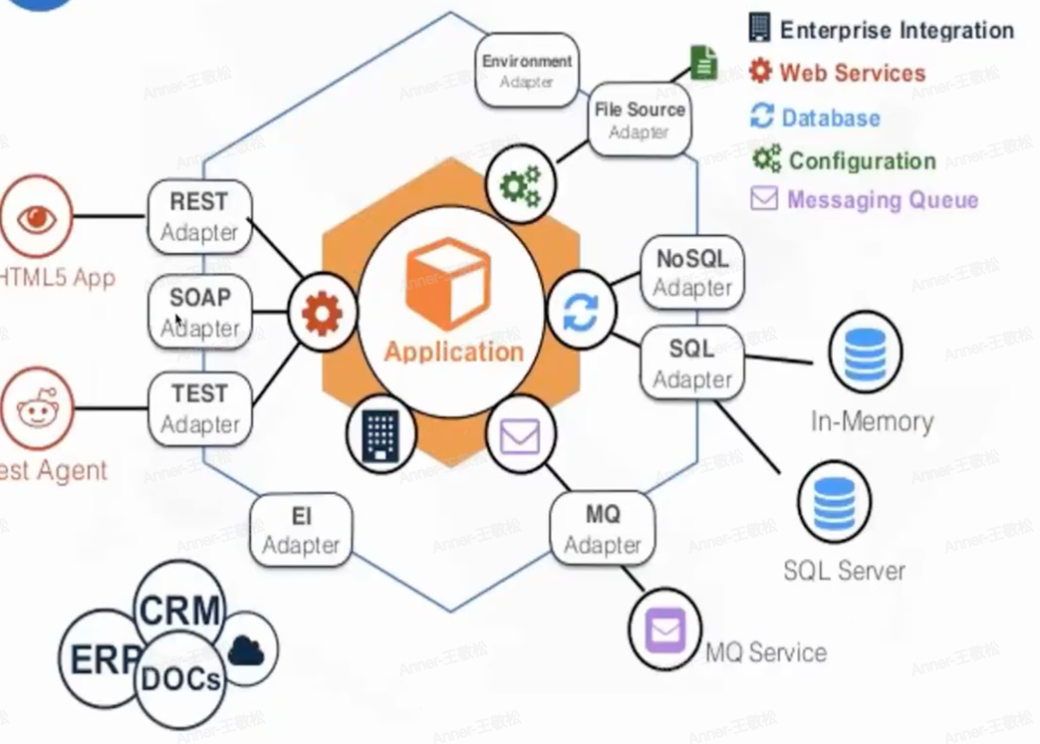 Enterprise Integration
Web Services
Database
Configuration
Messaging Queue
Environment
Adapter
File Source
Adapter
REST
Adapter
HTML5 App
SOAP
Adapter
TEST
Adapter
est Agent
Application
NoSQL
Adapter
SQL
Adapter
In-Memory
SQL Server
EI
Adapter
MQ
Adapter
MQ Service
CRM
ERP
DOCs
Anner-王敬松